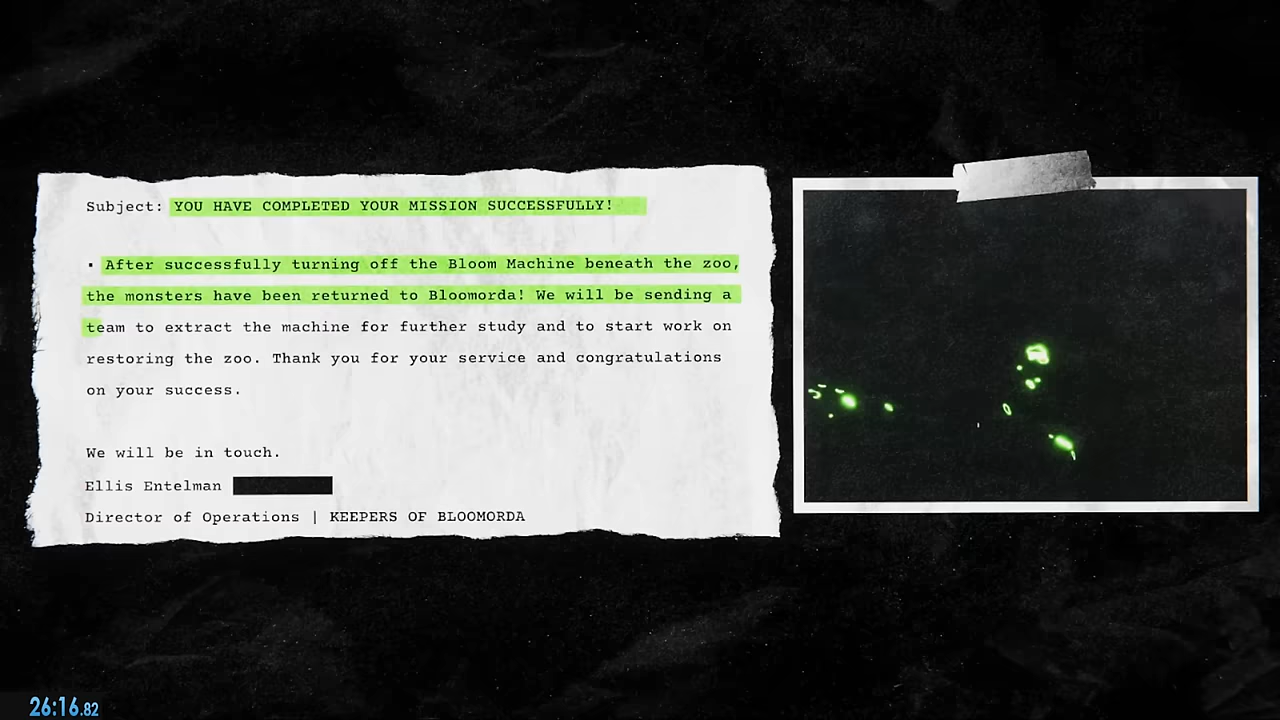 Subject: YOU HAVE COMPLETED YOUR MISSION SUCCESSFULLY!
▪ After successfully turning off the Bloom Machine beneath the zoo,
the monsters have been returned to Bloomorda! We will be sending a
team to extract the machine for further study and to start work on
restoring the zoo. Thank you for your service and congratulations
on your success.
We will be in touch.
Ellis Entelman
Director of Operations | KEEPERS OF BLOOMORDA
26:16.82